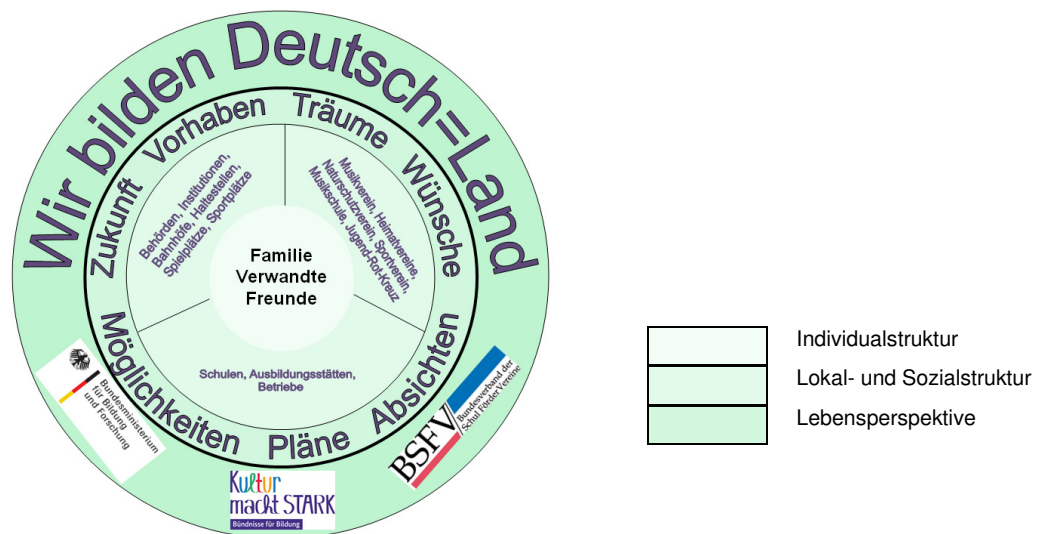 Wir bilden Deutsch=Land
Zukunft Vorhaben Träume Wünsche
Möglichkeiten Pläne Absichten
Behörden, Institutionen,
Bahnhöfe, Haltestellen,
Spielplätze, Sportplätze
Musikverein, Heimatvereine,
Naturschutzverein, Sportverein,
Musikschule, Jugend-Rot-Kreuz
Familie
Verwandte
Freunde
Schulen, Ausbildungsstätten,
Betriebe
Bundesministerium
für Bildung
und Forschung
Kultur
macht STARK
Bündnisse für Bildung
BSFV
Bundesverband der
Schul FörderVereine
Individualstruktur
Lokal- und Sozialstruktur
Lebensperspektive